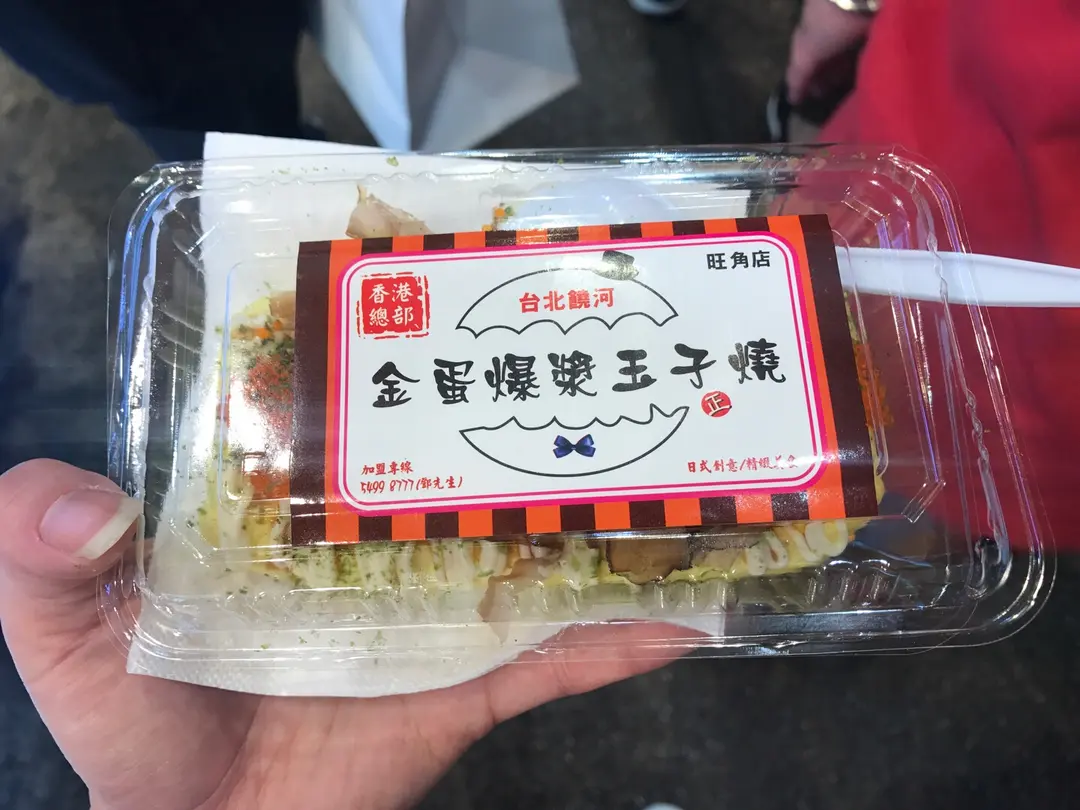 旺角店
香港
總部
台北饒河
金蛋爆漿玉子燒
正
加盟專線
5499 8777(鄧先生)
日式創意/精緻美食